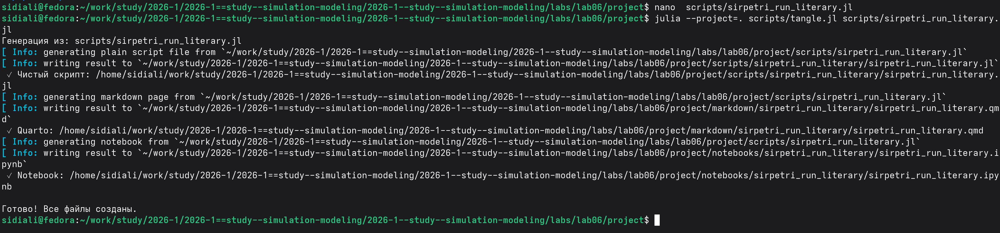 sidiali@fedora:~/work/study/2026-1/2026-1==study--simulation-modeling/2026-1--study--simulation-modeling/labs/lab06/project$ nano  scripts/sirpetri_run_literary.jl
sidiali@fedora:~/work/study/2026-1/2026-1==study--simulation-modeling/2026-1--study--simulation-modeling/labs/lab06/project$ julia --project=. scripts/tangle.jl scripts/sirpetri_run_literary.
jl
Генерация из: scripts/sirpetri_run_literary.jl
[ Info: generating plain script file from `~/work/study/2026-1/2026-1==study--simulation-modeling/2026-1--study--simulation-modeling/labs/lab06/project/scripts/sirpetri_run_literary.jl`
[ Info: writing result to `~/work/study/2026-1/2026-1==study--simulation-modeling/2026-1--study--simulation-modeling/labs/lab06/project/scripts/sirpetri_run_literary/sirpetri_run_literary.jl`
 ✓ Чистый скрипт: /home/sidiali/work/study/2026-1/2026-1==study--simulation-modeling/2026-1--study--simulation-modeling/labs/lab06/project/scripts/sirpetri_run_literary/sirpetri_run_literary.
jl
[ Info: generating markdown page from `~/work/study/2026-1/2026-1==study--simulation-modeling/2026-1--study--simulation-modeling/labs/lab06/project/scripts/sirpetri_run_literary.jl`
[ Info: writing result to `~/work/study/2026-1/2026-1==study--simulation-modeling/2026-1--study--simulation-modeling/labs/lab06/project/markdown/sirpetri_run_literary/sirpetri_run_literary.qm
d`
 ✓ Quarto: /home/sidiali/work/study/2026-1/2026-1==study--simulation-modeling/2026-1--study--simulation-modeling/labs/lab06/project/markdown/sirpetri_run_literary/sirpetri_run_literary.qmd
[ Info: generating notebook from `~/work/study/2026-1/2026-1==study--simulation-modeling/2026-1--study--simulation-modeling/labs/lab06/project/scripts/sirpetri_run_literary.jl`
[ Info: writing result to `~/work/study/2026-1/2026-1==study--simulation-modeling/2026-1--study--simulation-modeling/labs/lab06/project/notebooks/sirpetri_run_literary/sirpetri_run_literary.i
pynb`
 ✓ Notebook: /home/sidiali/work/study/2026-1/2026-1==study--simulation-modeling/2026-1--study--simulation-modeling/labs/lab06/project/notebooks/sirpetri_run_literary/sirpetri_run_literary.ipy
nb

Готово! Все файлы созданы.
sidiali@fedora:~/work/study/2026-1/2026-1==study--simulation-modeling/2026-1--study--simulation-modeling/labs/lab06/project$